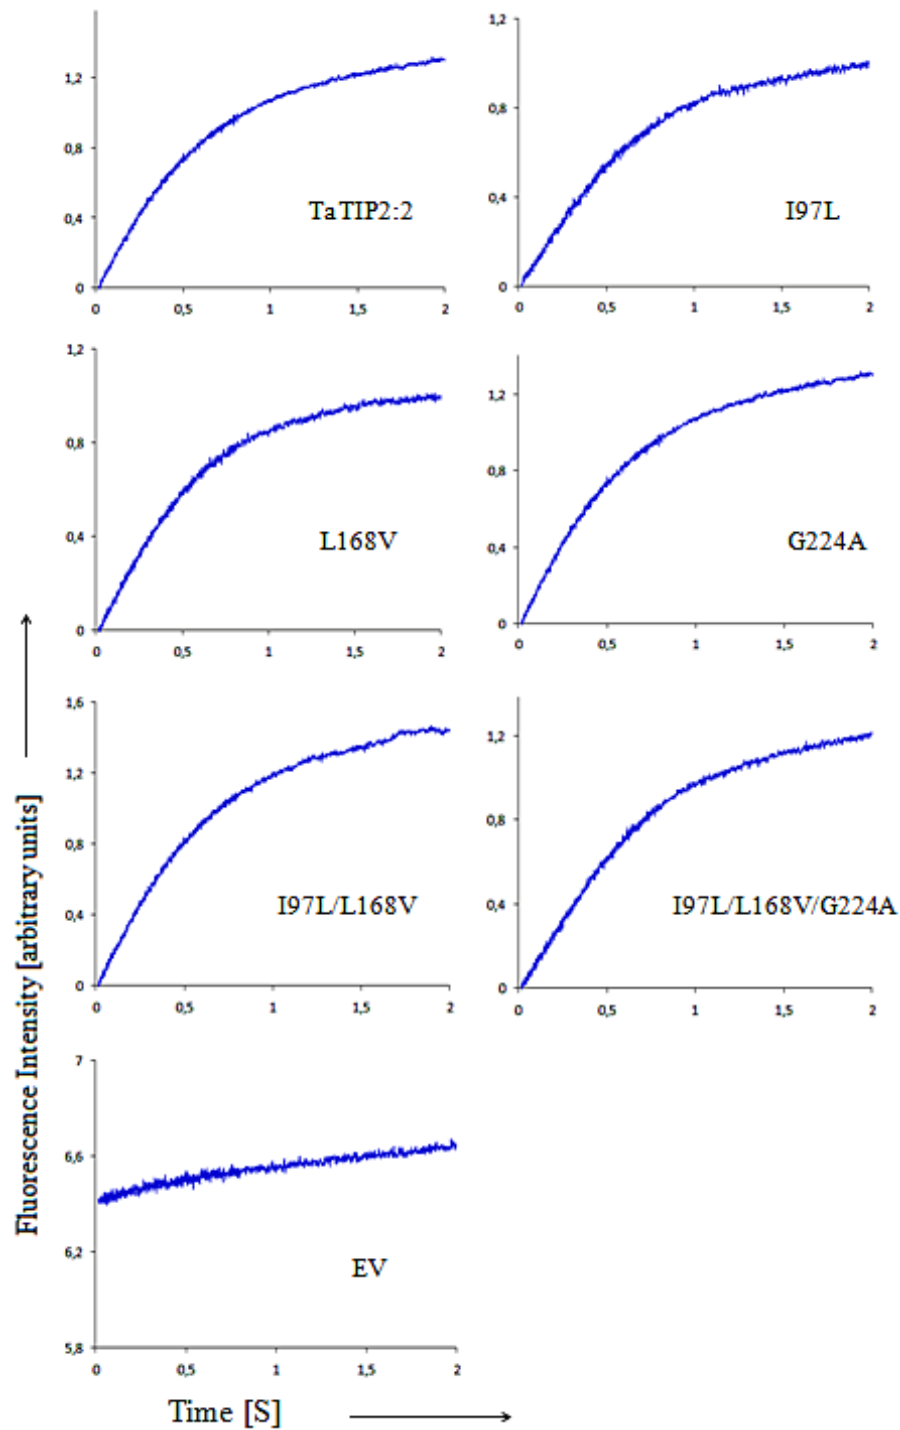 1,2
0,8
0,4
0
0 0,5 1 1,5 2
TaTIP2:2
1,2
0,8
0,4
0
0 0,5 1 1,5 2
I97L
1,2
0,8
0,4
0
0 0,5 1 1,5 2
L168V
1,2
0,8
0,4
0
0 0,5 1 1,5 2
G224A
1,6
1,2
0,8
0,4
0
0 0,5 1 1,5 2
I97L/L168V
1,2
0,8
0,4
0
0 0,5 1 1,5 2
I97L/L168V/G224A
7
6,6
6,2
5,8
0 0,5 1 1,5 2
EV
Fluorescence Intensity [arbitrary units]
Time [S]